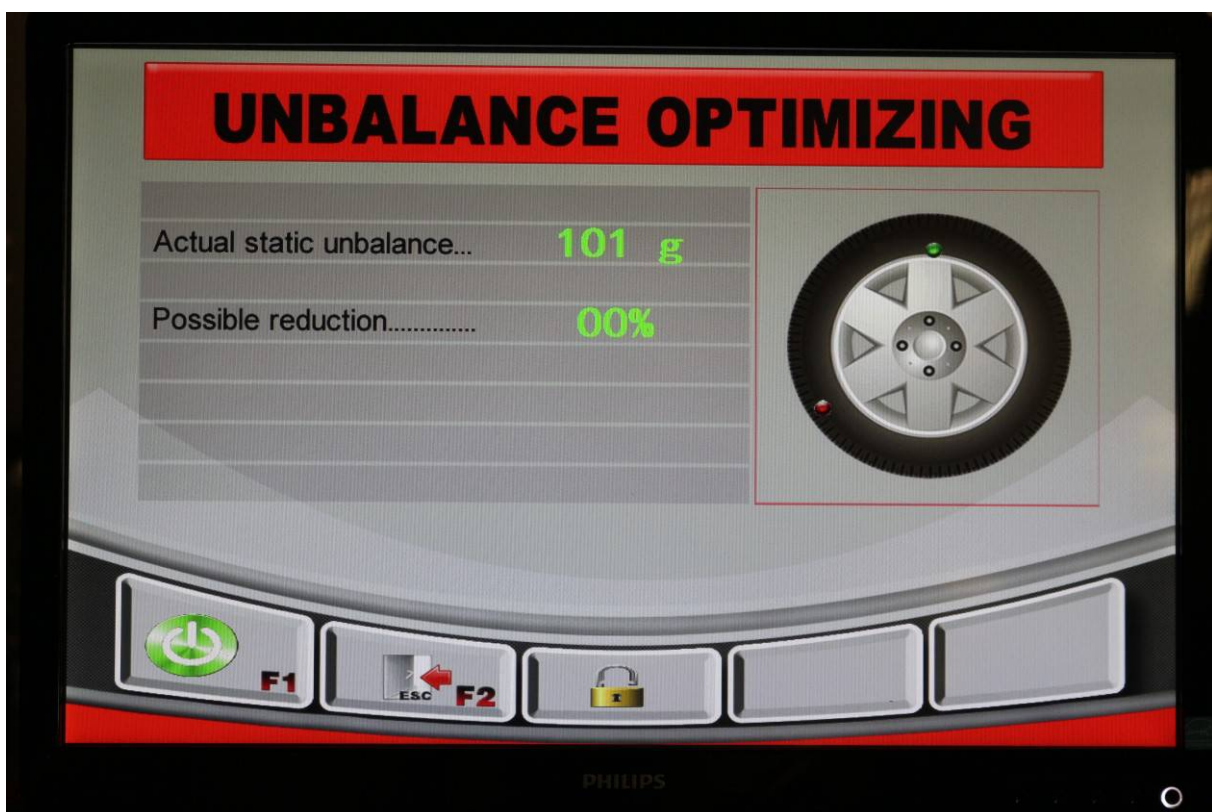 UNBALANCE OPTIMIZING
Actual static unbalance... 101 g
Possible reduction.............. 00%
F1
ESC F2
PHILIPS